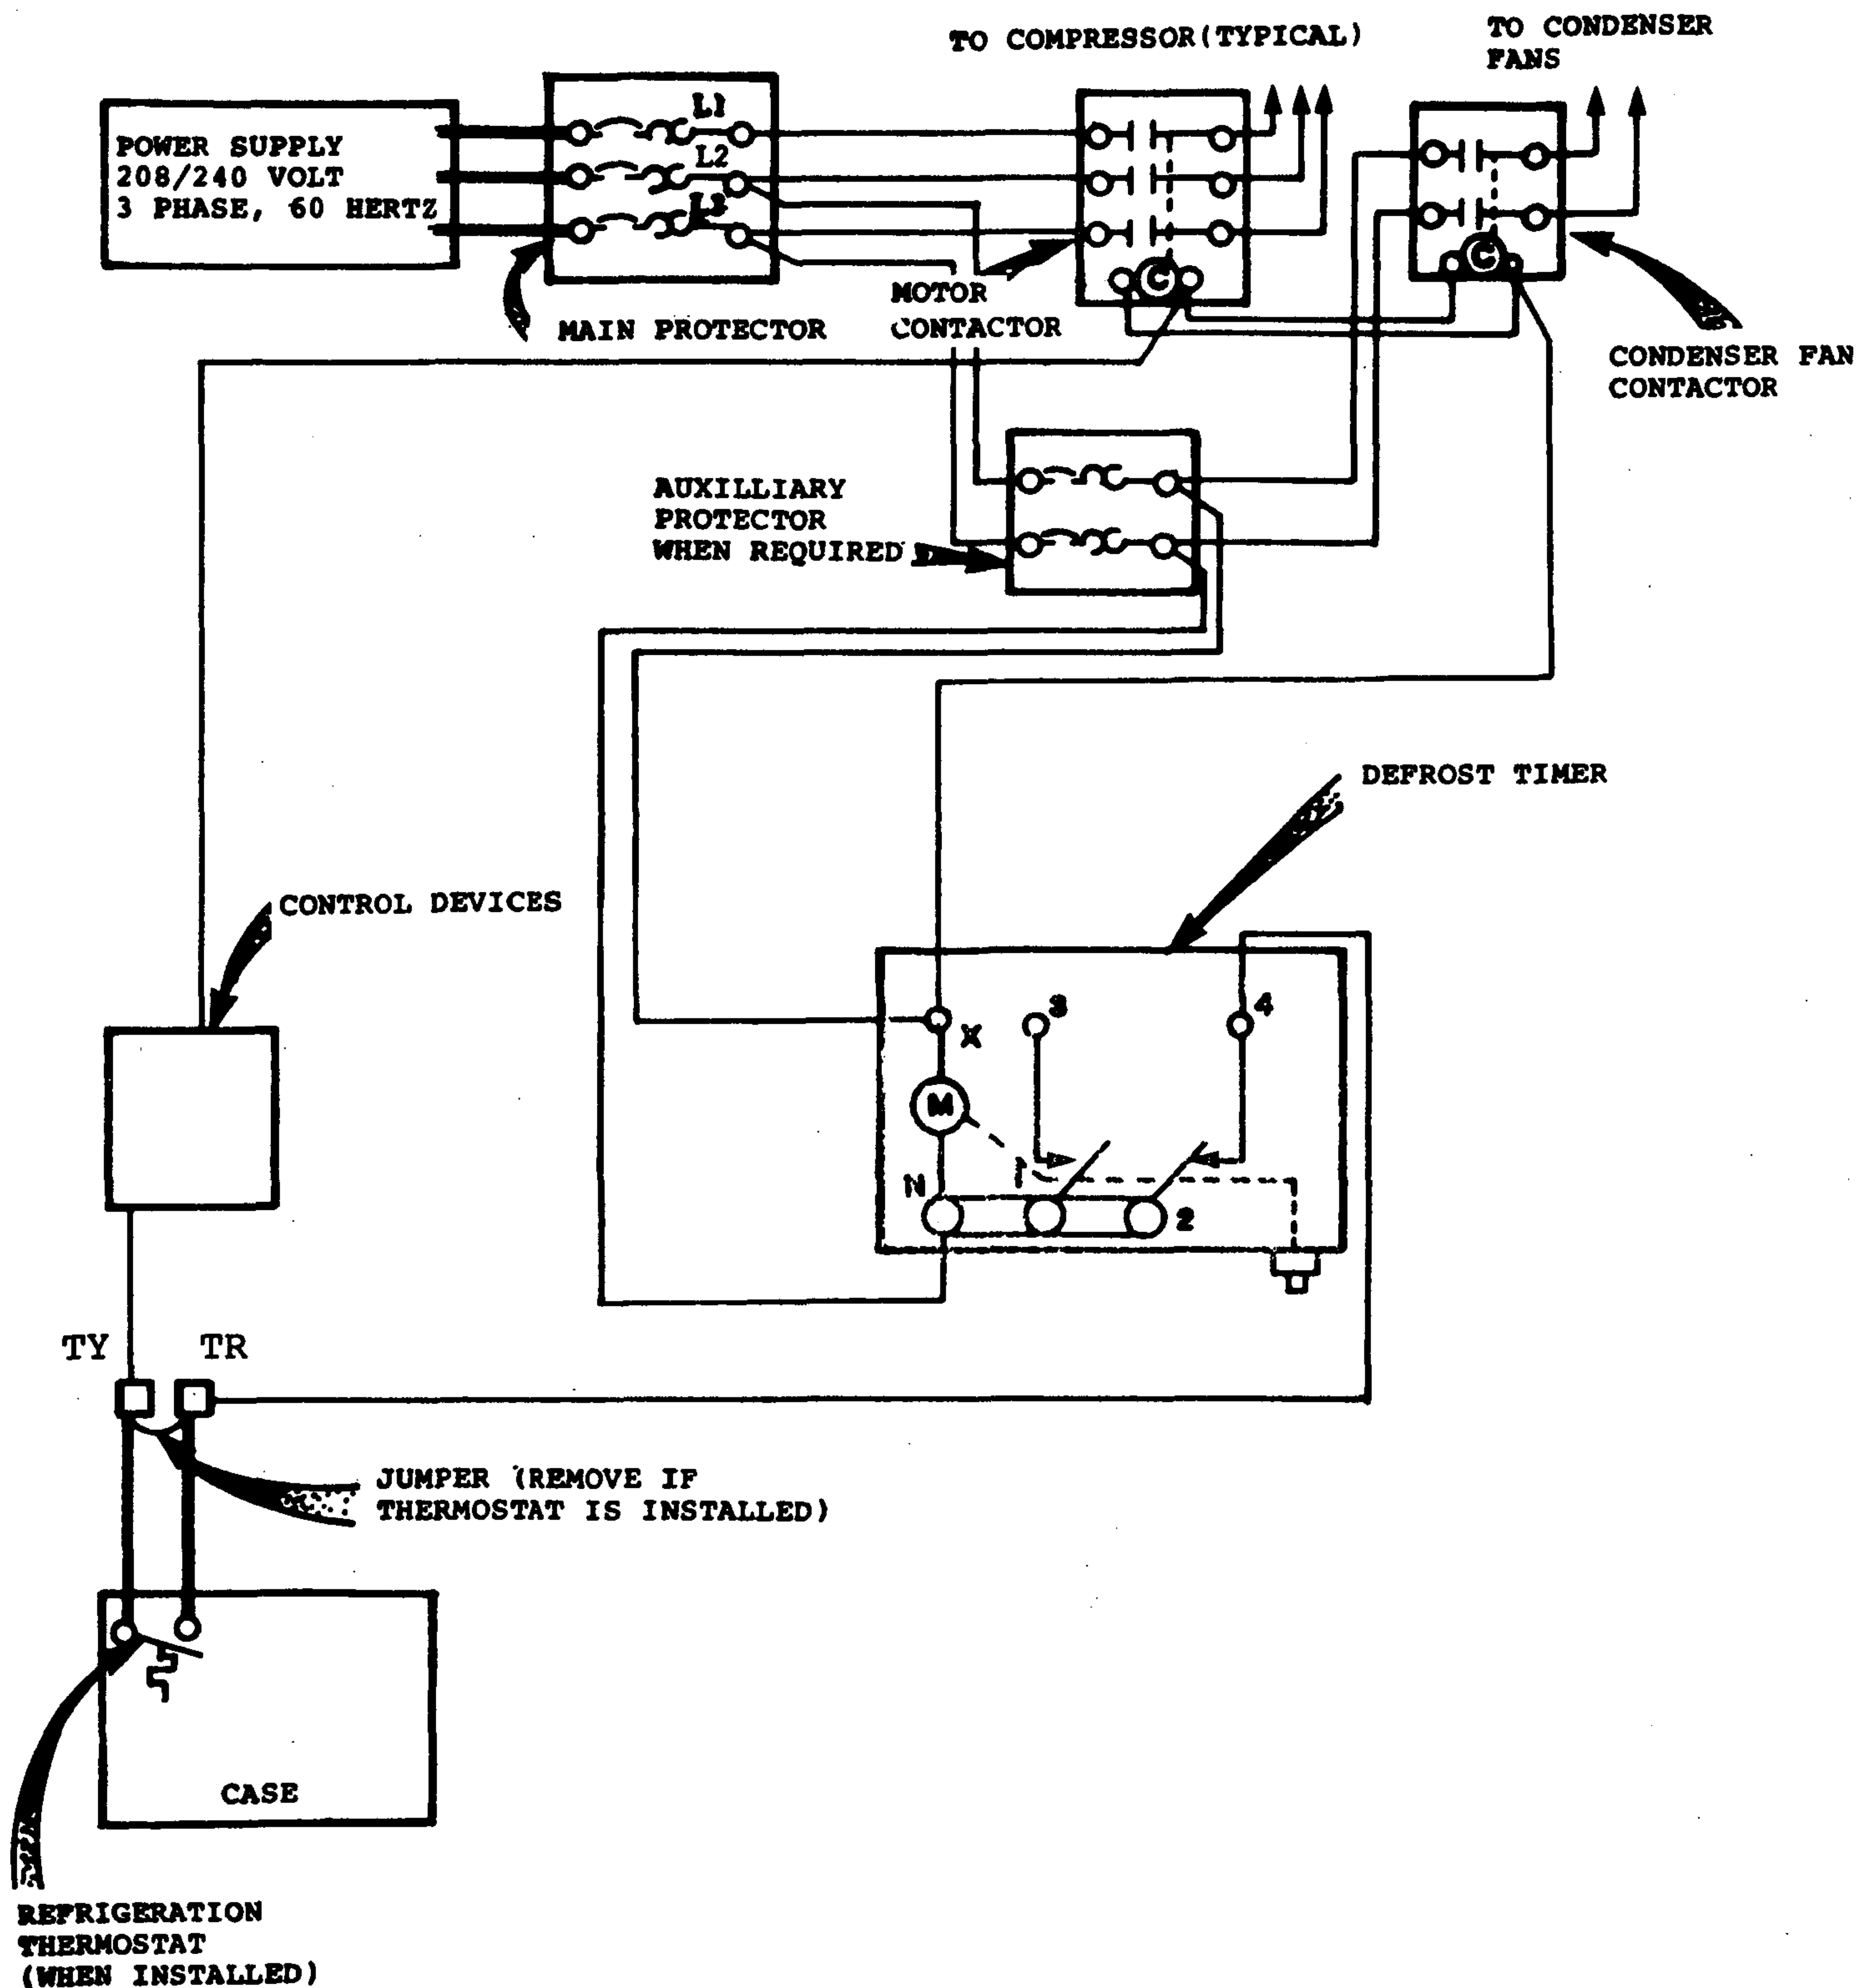 TO COMPRESSOR(TYPICAL)
TO CONDENSER
FANS
POWER SUPPLY
208/240 VOLT
3 PHASE, 60 HERTZ
L1
L2
L3
C
C
MAIN PROTECTOR
MOTOR
CONTACTOR
CONDENSER FAN
CONTACTOR
AUXILLIARY
PROTECTOR
WHEN REQUIRED
DEFROST TIMER
CONTROL DEVICES
X
3
4
M
N
1
2
TY
TR
JUMPER (REMOVE IF
THERMOSTAT IS INSTALLED)
CASE
REFRIGERATION
THERMOSTAT
(WHEN INSTALLED)